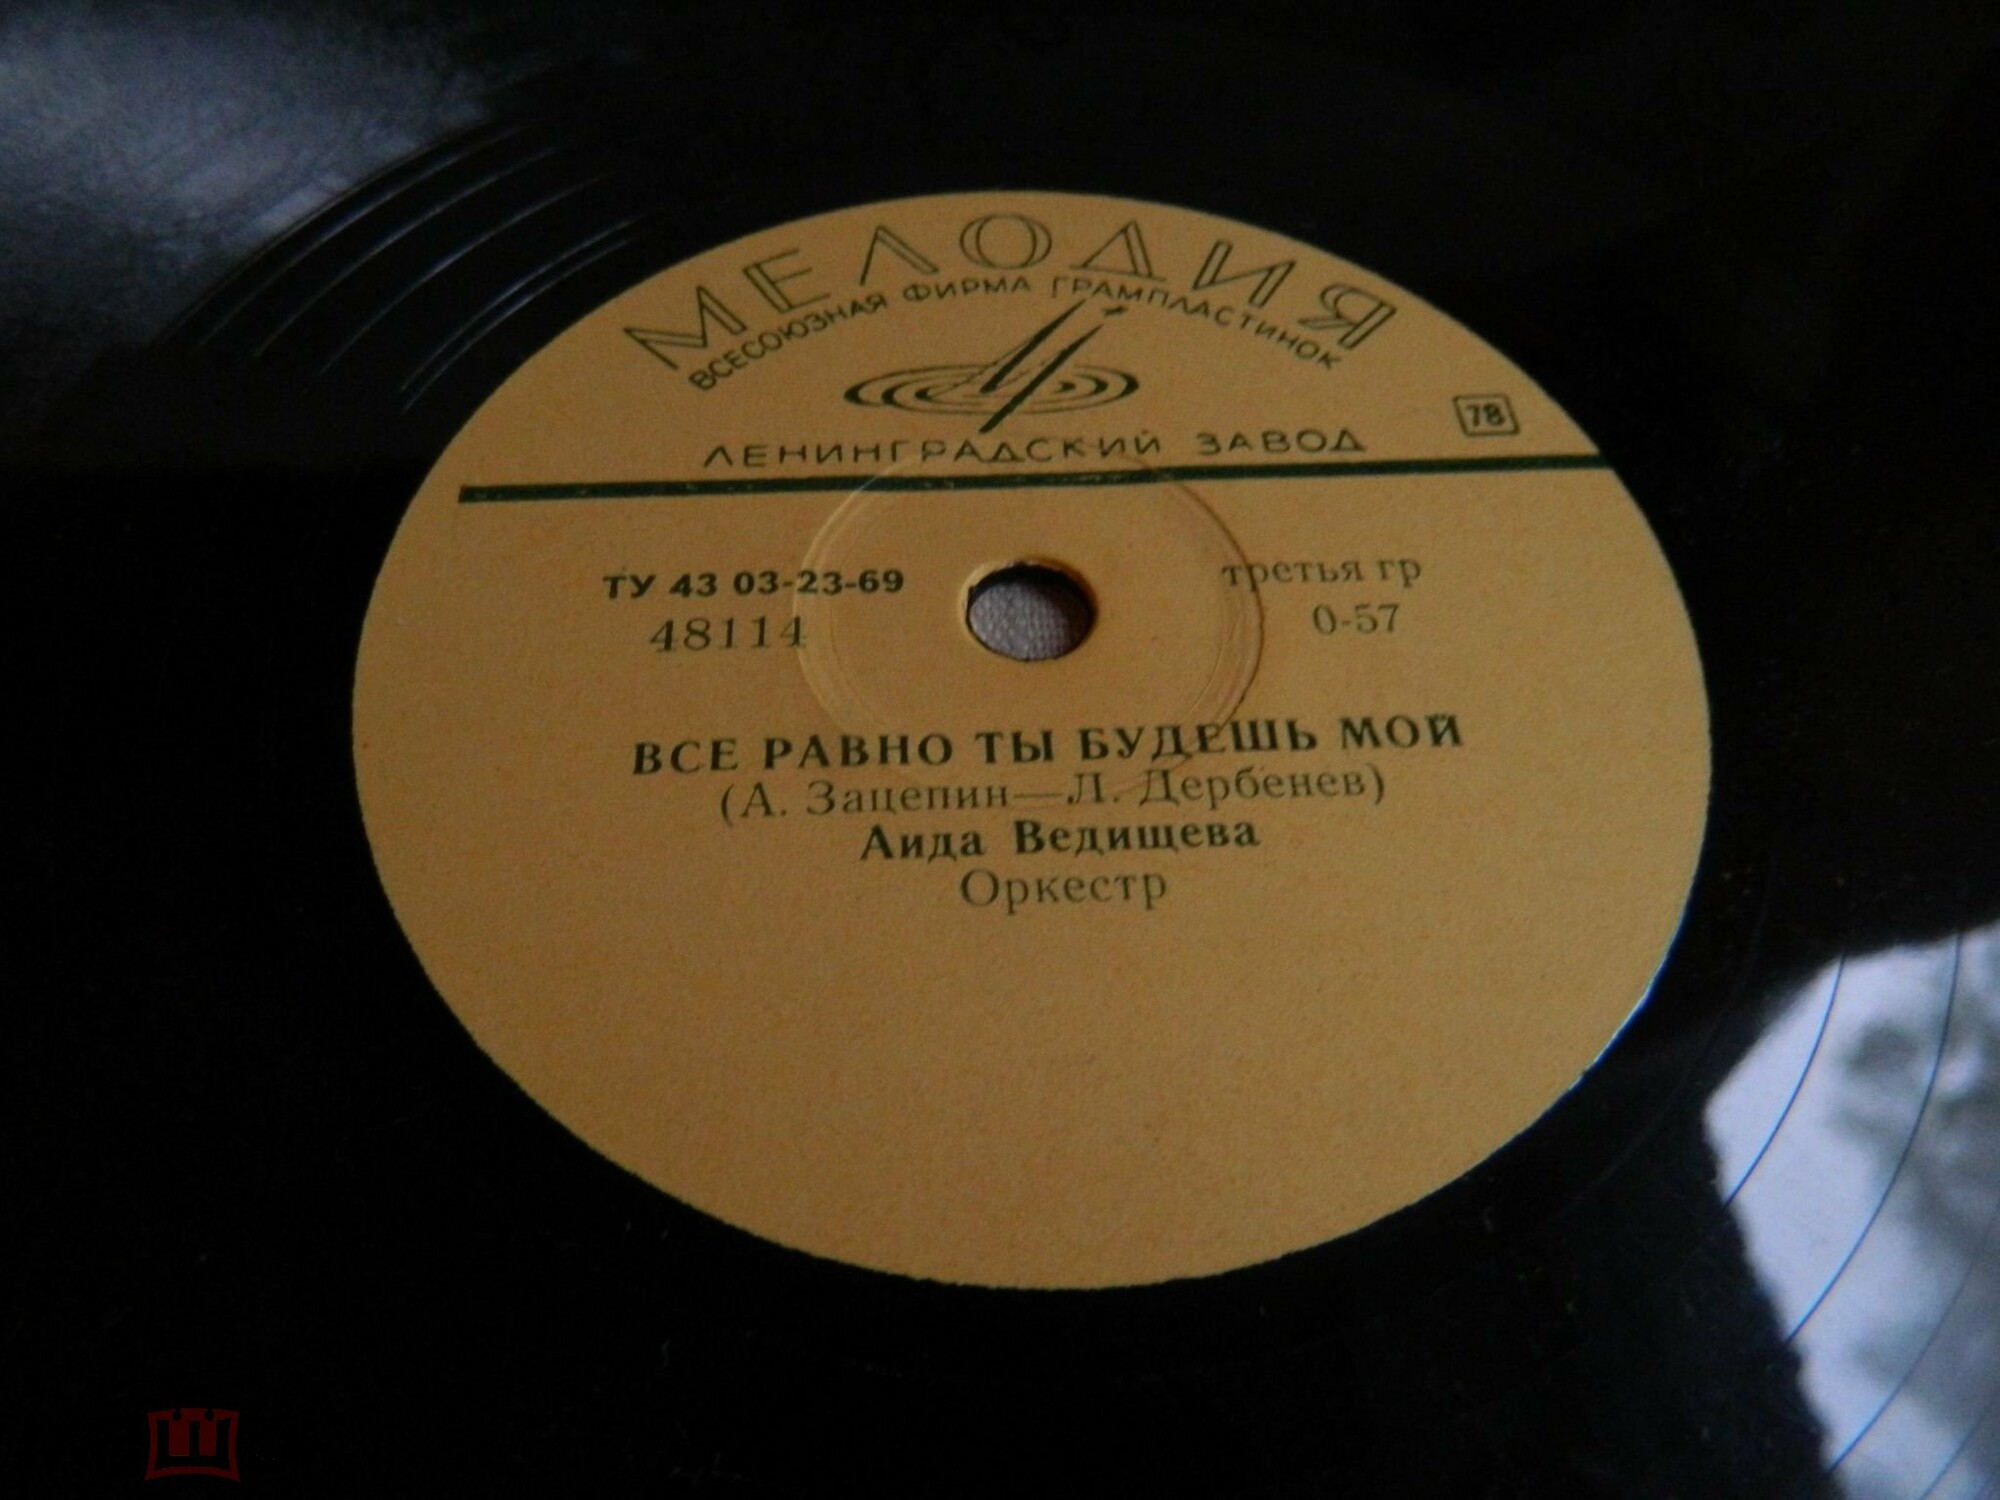 МЕЛОДИЯ
ВСЕСОЮЗНАЯ ФИРМА ГРАМПЛАСТИНОК
ЛЕНИНГРАДСКИЙ ЗАВОД
78
ТУ 43 03-23-69
третья гр
48114
0-57
ВСЕ РАВНО ТЫ БУДЕШЬ МОЙ
(А. Зацепин—Л. Дербенев)
Аида Ведищева
Оркестр